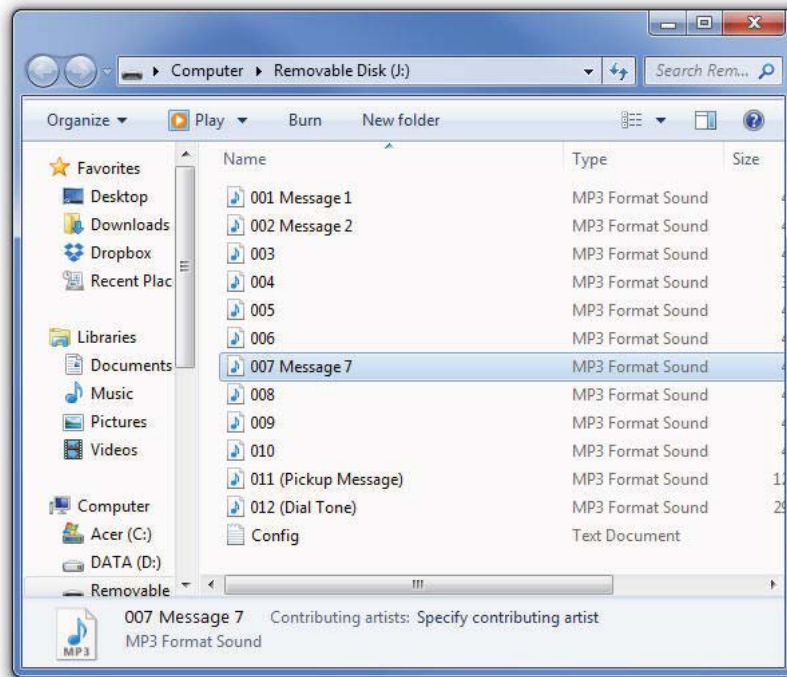 Computer ▸ Removable Disk (J:)
Search Rem...
Organize
Play
Burn
New folder
Favorites
Desktop
Downloads
Dropbox
Recent Plac
Libraries
Documents
Music
Pictures
Videos
Computer
Acer (C:)
DATA (D:)
Removable
Name Type Size
001 Message 1 MP3 Format Sound
002 Message 2 MP3 Format Sound
003 MP3 Format Sound
004 MP3 Format Sound
005 MP3 Format Sound
006 MP3 Format Sound
007 Message 7 MP3 Format Sound
008 MP3 Format Sound
009 MP3 Format Sound
010 MP3 Format Sound
011 (Pickup Message) MP3 Format Sound
012 (Dial Tone) MP3 Format Sound
Config Text Document
MP3
007 Message 7 Contributing artists: Specify contributing artist
MP3 Format Sound